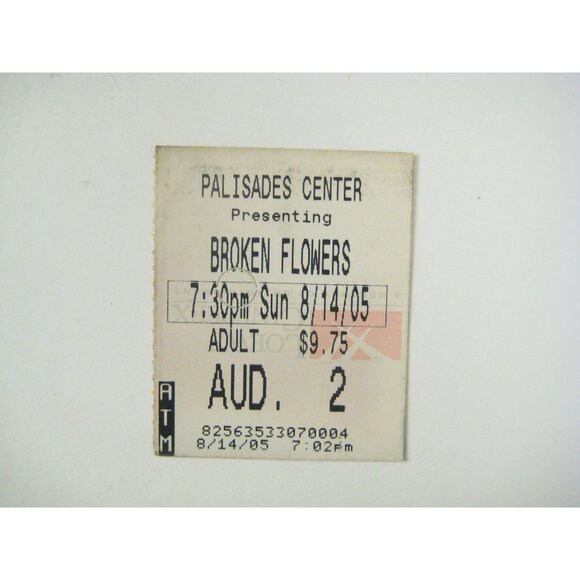 PALISADES CENTER
Presenting
BROKEN FLOWERS
7:30pm Sun 8/14/05
ADULT $9.75
AUD. 2
ATM
82563533070004
8/14/05 7:02pm